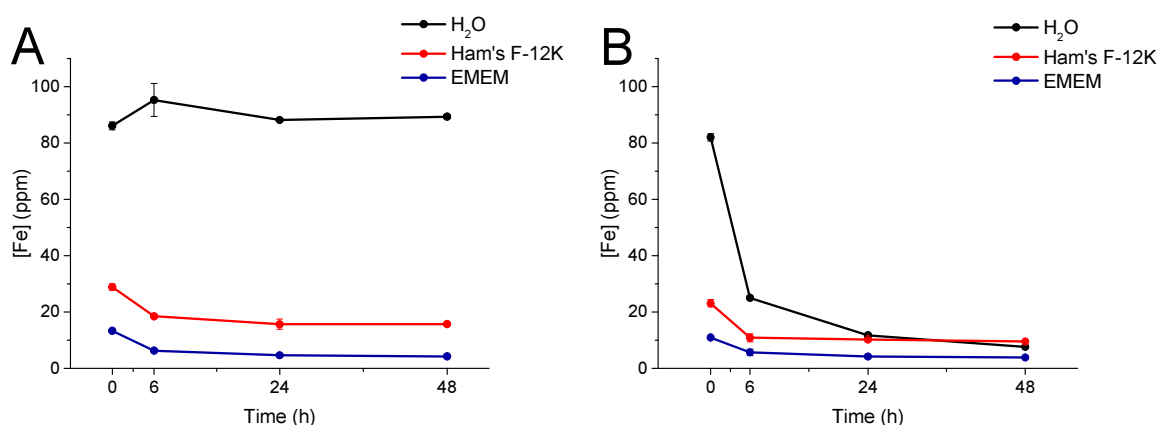 A
H₂O
Ham's F-12K
EMEM
100
80
60
40
20
0
[Fe] (ppm)
0 6 24 48
Time (h)
B
H₂O
Ham's F-12K
EMEM
100
80
60
40
20
0
[Fe] (ppm)
0 6 24 48
Time (h)